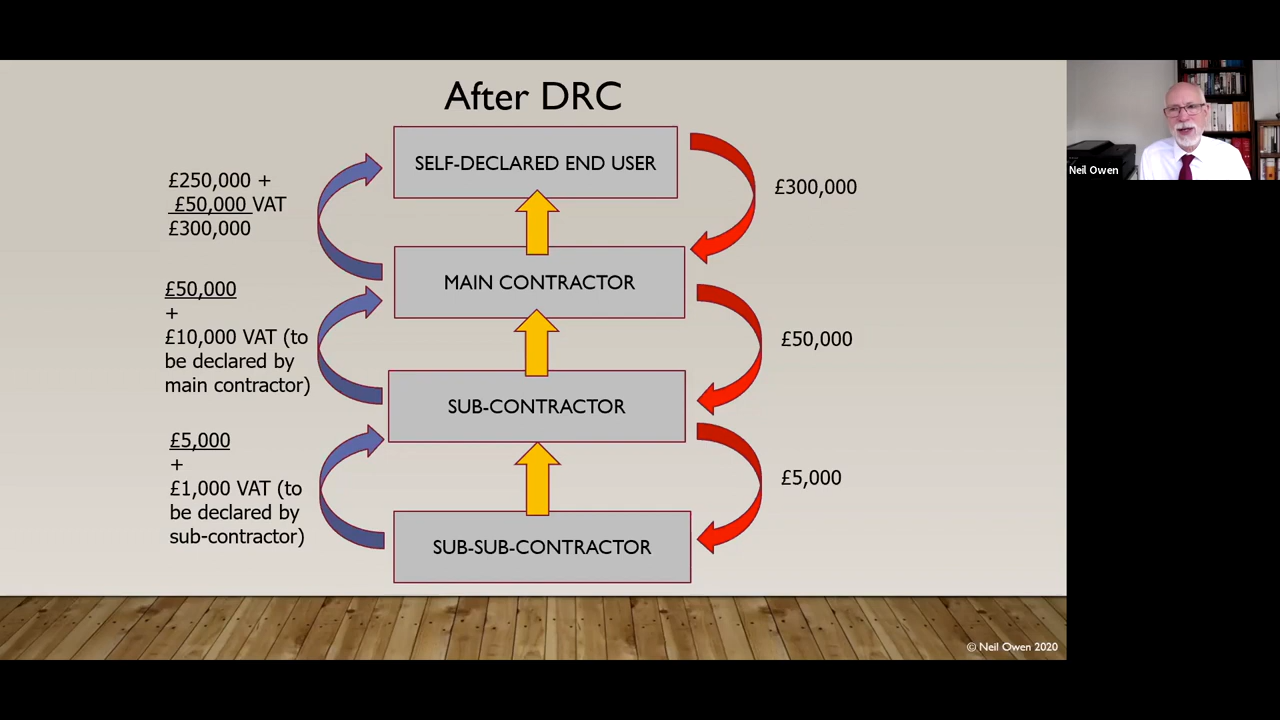 After DRC
SELF-DECLARED END USER
£250,000 +
£50,000 VAT
£300,000
£300,000
MAIN CONTRACTOR
£50,000
+
£10,000 VAT (to
be declared by
main contractor)
£50,000
SUB-CONTRACTOR
£5,000
+
£1,000 VAT (to
be declared by
sub-contractor)
£5,000
SUB-SUB-CONTRACTOR
© Neil Owen 2020
Neil Owen